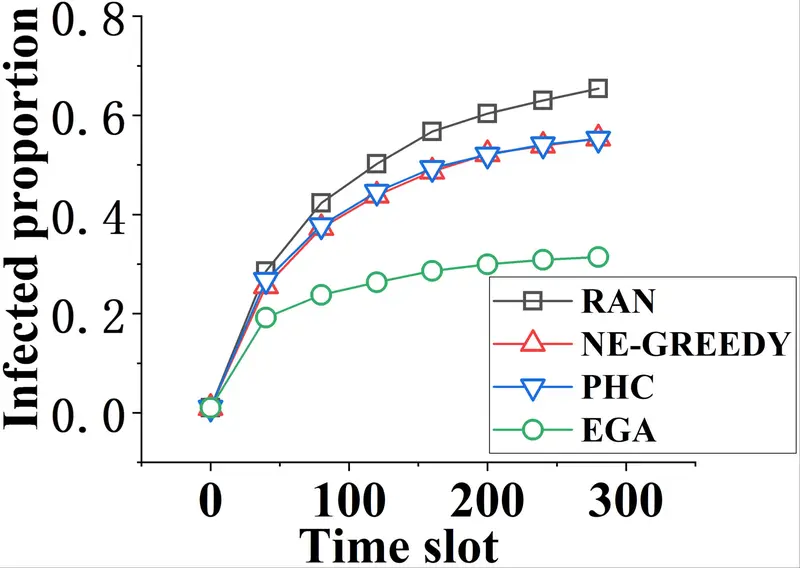 Infected proportion
0.8
0.6
0.4
0.2
0.0
RAN
NE-GREEDY
PHC
EGA
0 100 200 300
Time slot